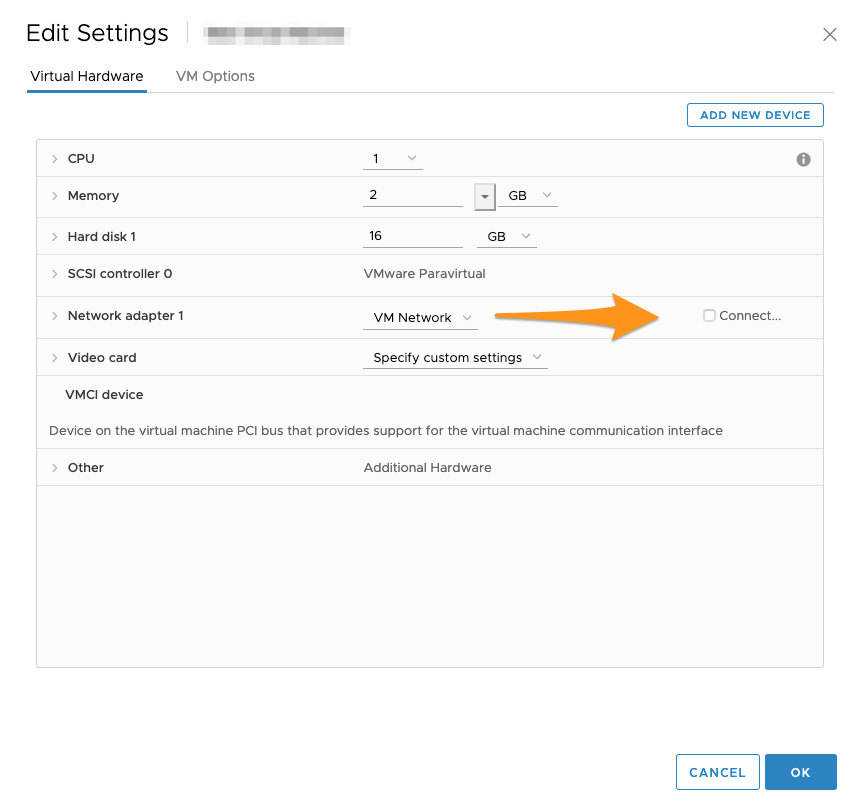 Edit Settings
Virtual Hardware VM Options
ADD NEW DEVICE
CPU 1
Memory 2 GB
Hard disk 1 16 GB
SCSI controller 0 VMware Paravirtual
Network adapter 1 VM Network Connect...
Video card Specify custom settings
VMCI device
Device on the virtual machine PCI bus that provides support for the virtual machine communication interface
Other Additional Hardware
CANCEL OK